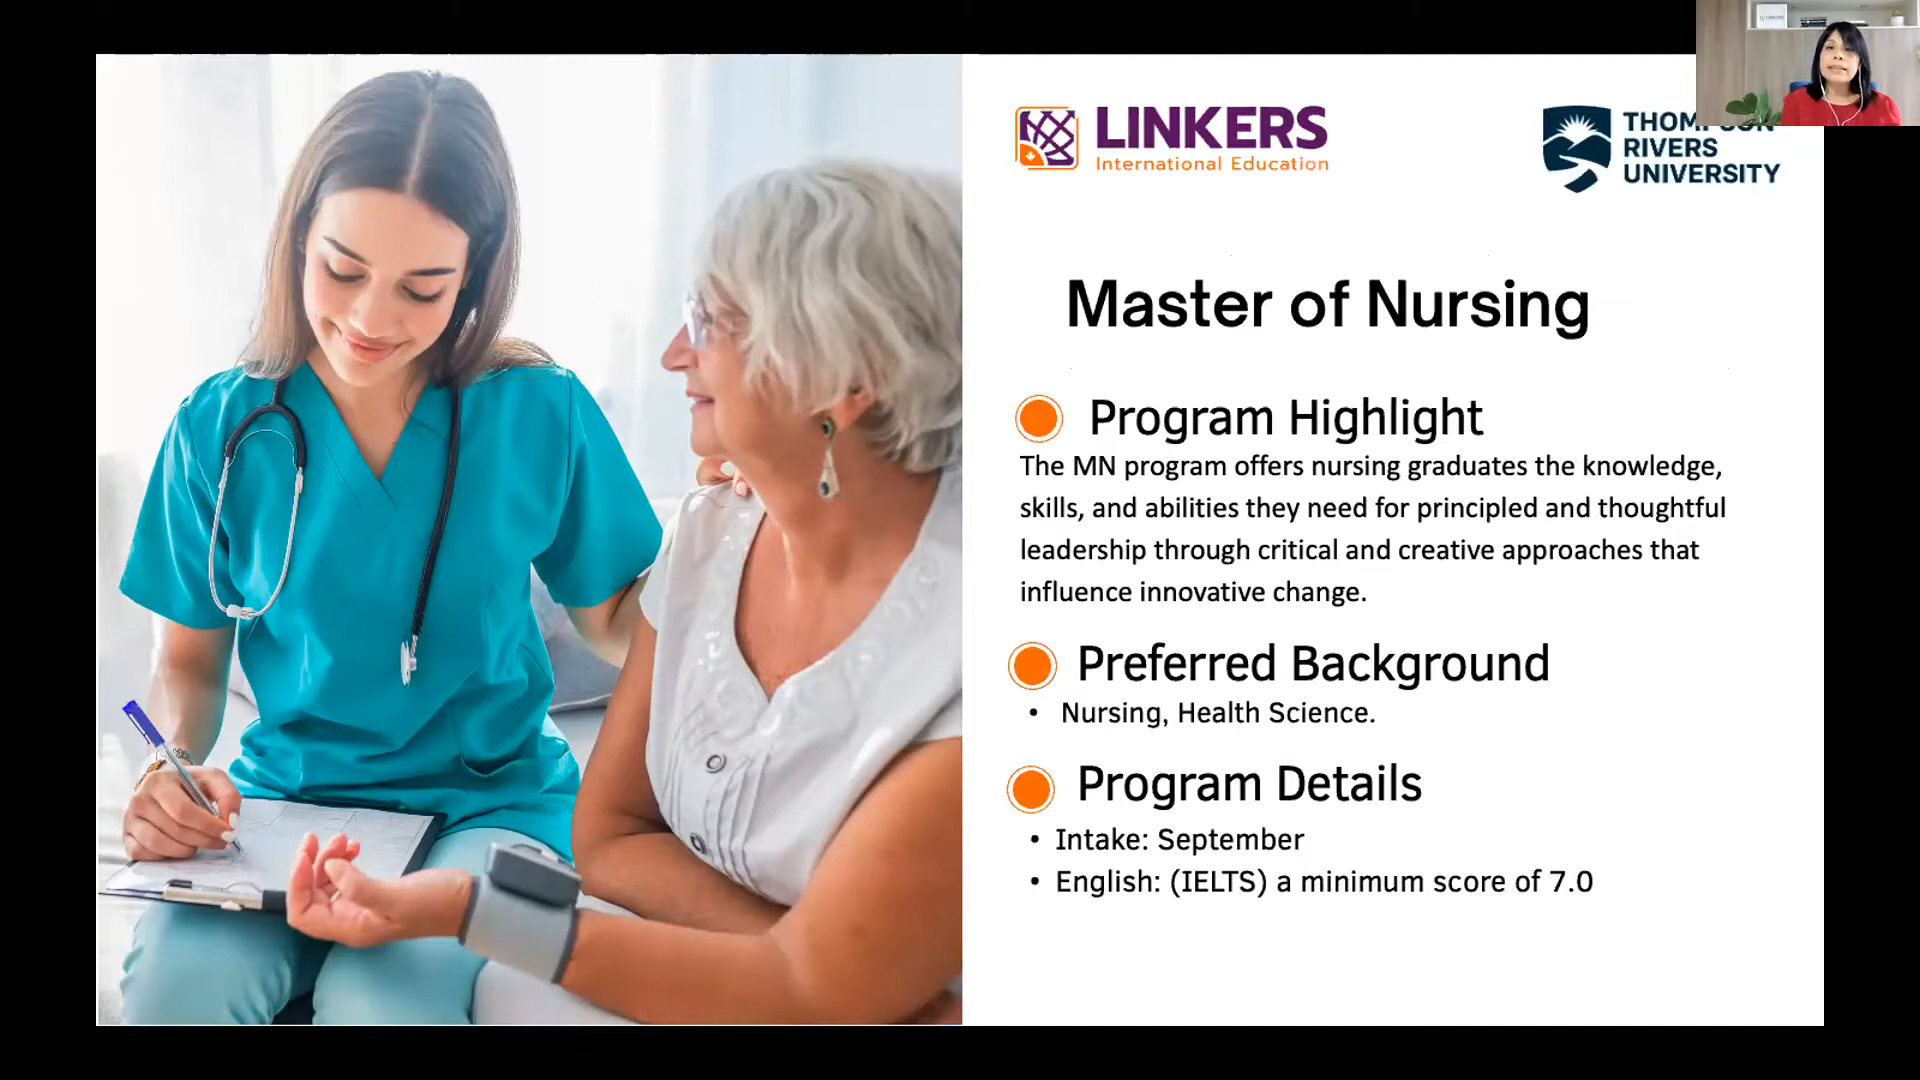 LINKERS
International Education
THOMPSON
RIVERS
UNIVERSITY
Master of Nursing
Program Highlight
The MN program offers nursing graduates the knowledge,
skills, and abilities they need for principled and thoughtful
leadership through critical and creative approaches that
influence innovative change.
Preferred Background
• Nursing, Health Science.
Program Details
• Intake: September
• English: (IELTS) a minimum score of 7.0